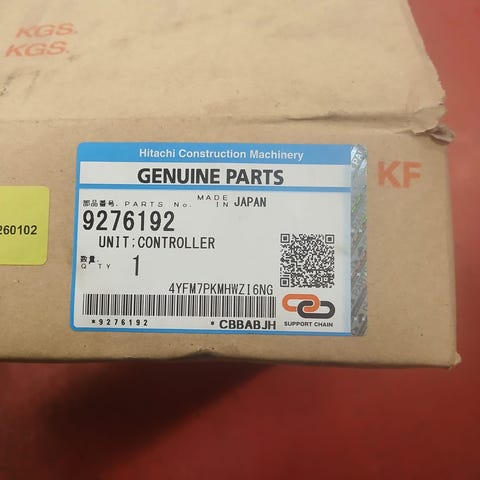 KGS.
KGS.
KF
260102
Hitachi Construction Machinery
GENUINE PARTS
部品番号. PARTS No. MADE IN JAPAN
9276192
UNIT;CONTROLLER
数量. Q'TY 1
4YFM7PKMHWZI6NG
*9276192 *CBBABJH
SUPPORT CHAIN